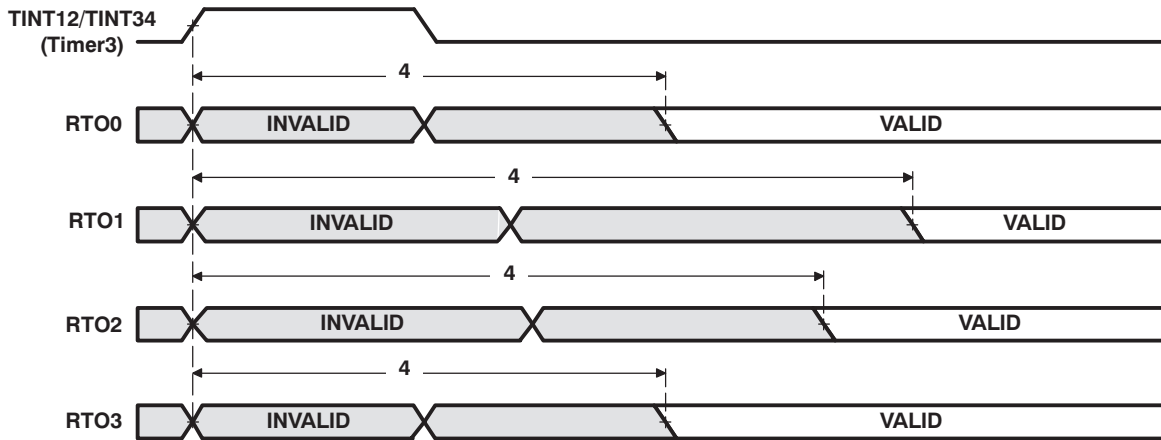 TINT12/TINT34
(Timer3)
4
RTO0 INVALID VALID
4
RTO1 INVALID VALID
4
RTO2 INVALID VALID
4
RTO3 INVALID VALID